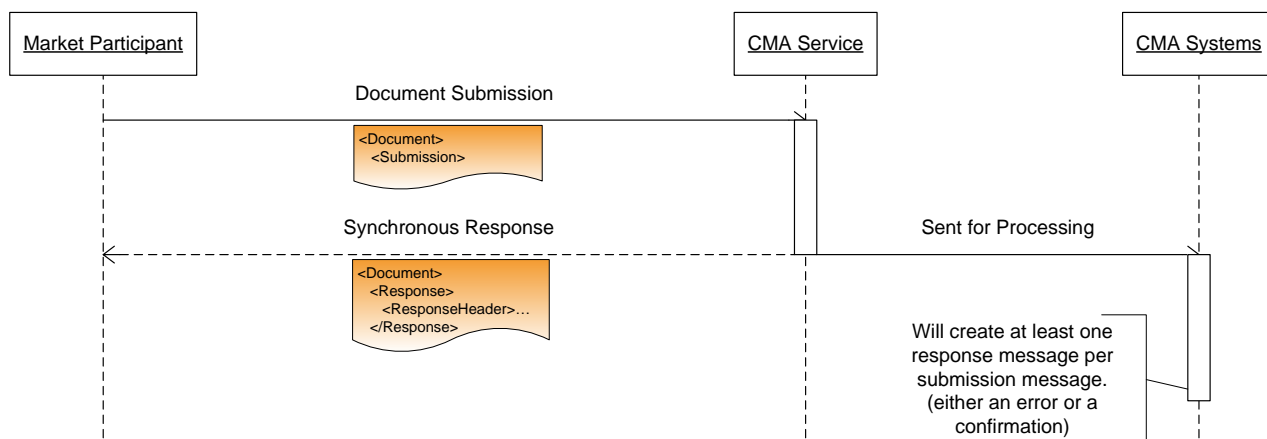 Market Participant
CMA Service
CMA Systems
Document Submission
<Document>
<Submission>
Synchronous Response
Sent for Processing
<Document>
<Response>
<ResponseHeader>...
</Response>
Will create at least one
response message per
submission message.
(either an error or a
confirmation)